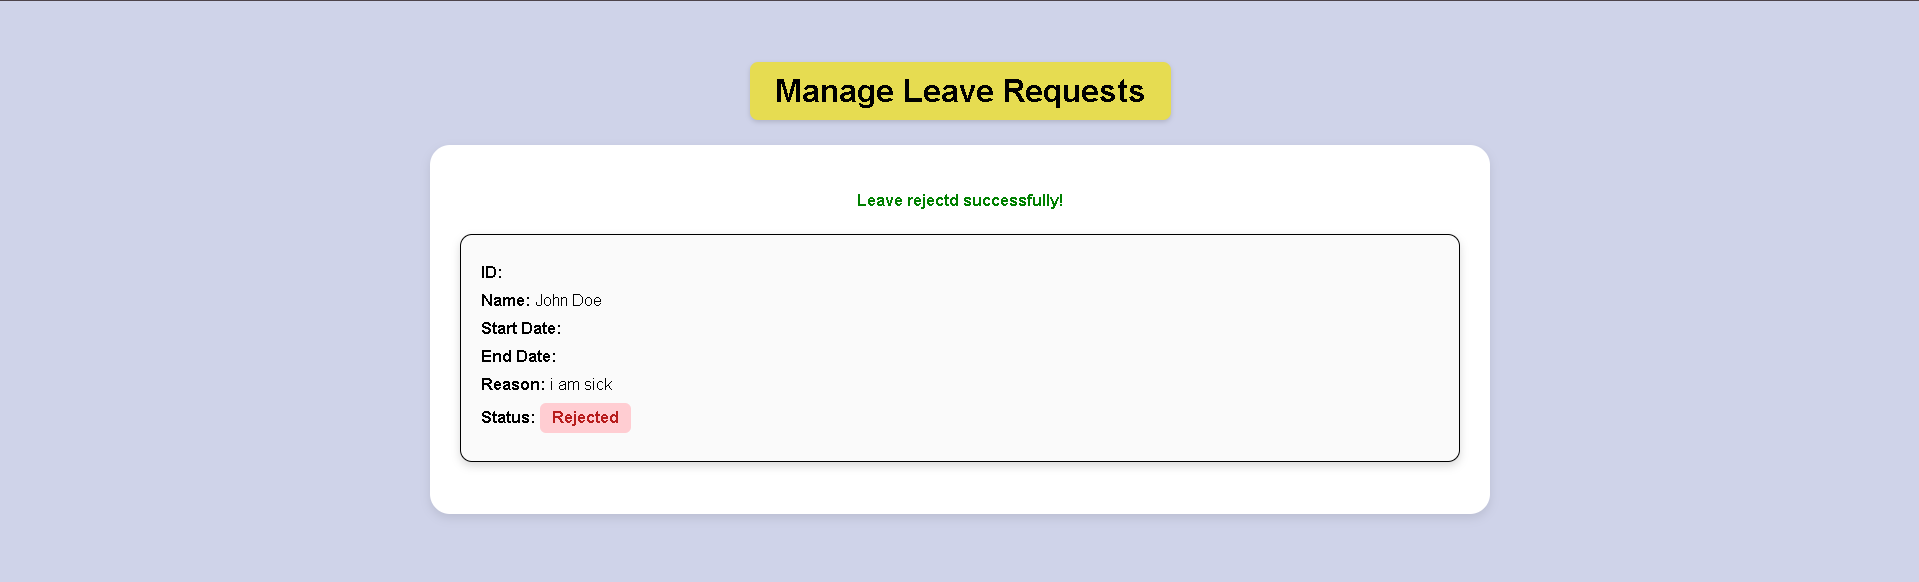 Manage Leave Requests
Leave rejectd successfully!
ID:
Name: John Doe
Start Date:
End Date:
Reason: i am sick
Status: Rejected